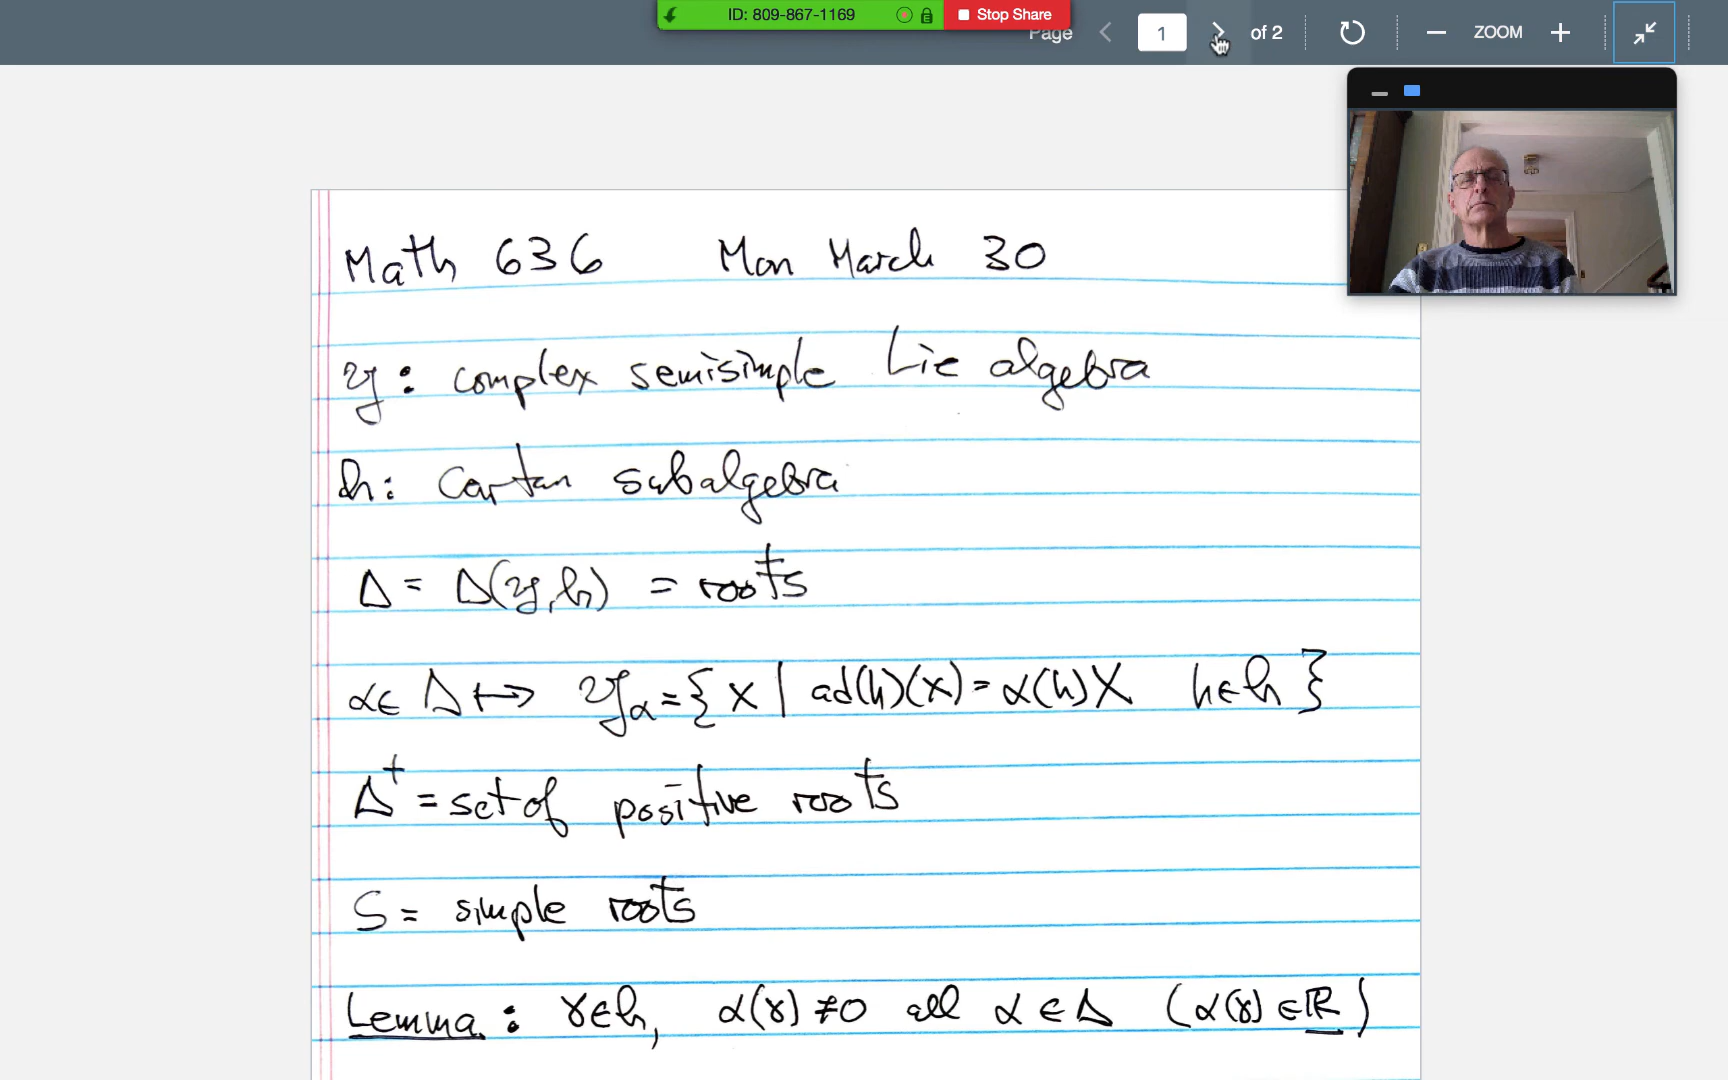 ID: 809-867-1169 Stop Share
Page 1 of 2 ZOOM
Math 636 Mon March 30
𝔤: complex semisimple Lie algebra
𝔥: Cartan subalgebra
Δ = Δ(𝔤,𝔥) = roots
α∈ Δ ↦ 𝔤α = { X | ad(h)(X) = α(h)X h∈𝔥 }
Δ⁺ = set of positive roots
S = simple roots
Lemma: γ∈𝔥, α(γ) ≠ 0 all α ∈ Δ (α(γ) ∈ ℝ)